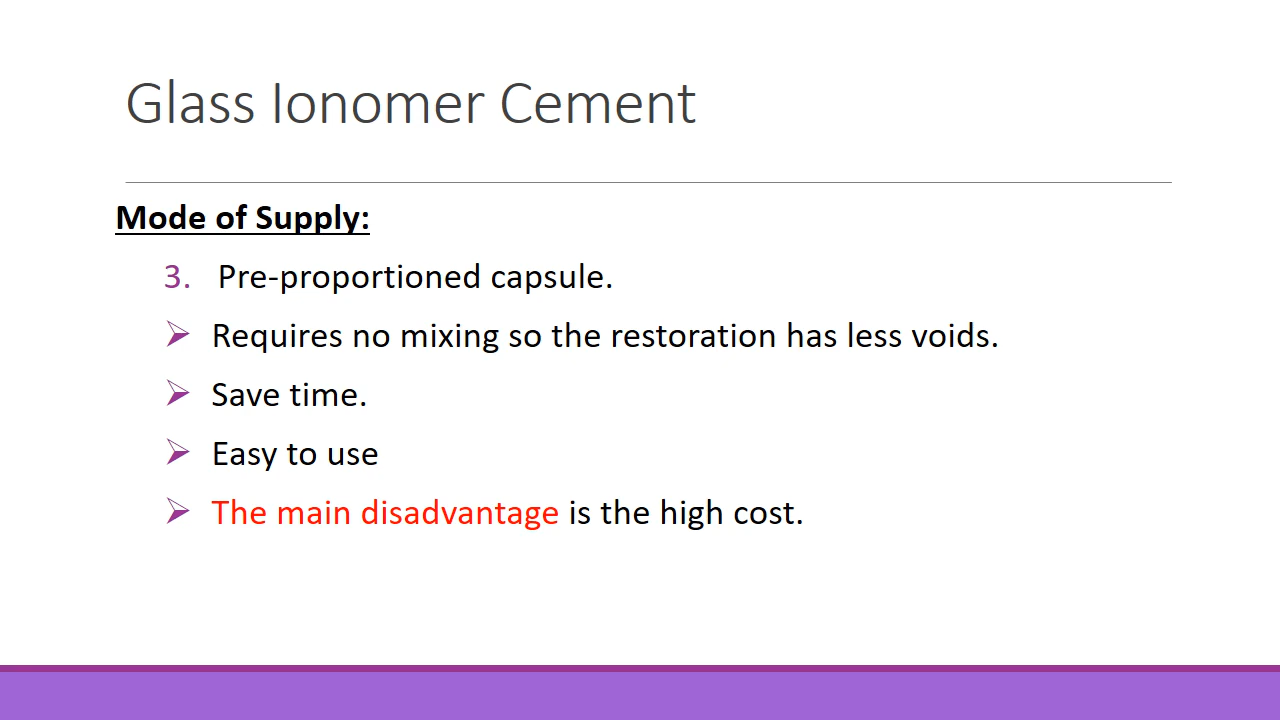 Glass Ionomer Cement
Mode of Supply:
3. Pre-proportioned capsule.
➢ Requires no mixing so the restoration has less voids.
➢ Save time.
➢ Easy to use
➢ The main disadvantage is the high cost.